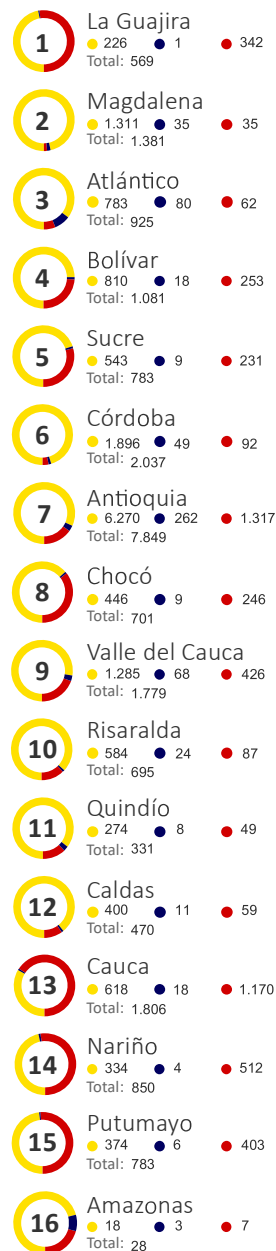 1
La Guajira
226 1 342
Total: 569
2
Magdalena
1.311 35 35
Total: 1.381
3
Atlántico
783 80 62
Total: 925
4
Bolívar
810 18 253
Total: 1.081
5
Sucre
543 9 231
Total: 783
6
Córdoba
1.896 49 92
Total: 2.037
7
Antioquia
6.270 262 1.317
Total: 7.849
8
Chocó
446 9 246
Total: 701
9
Valle del Cauca
1.285 68 426
Total: 1.779
10
Risaralda
584 24 87
Total: 695
11
Quindío
274 8 49
Total: 331
12
Caldas
400 11 59
Total: 470
13
Cauca
618 18 1.170
Total: 1.806
14
Nariño
334 4 512
Total: 850
15
Putumayo
374 6 403
Total: 783
16
Amazonas
18 3 7
Total: 28